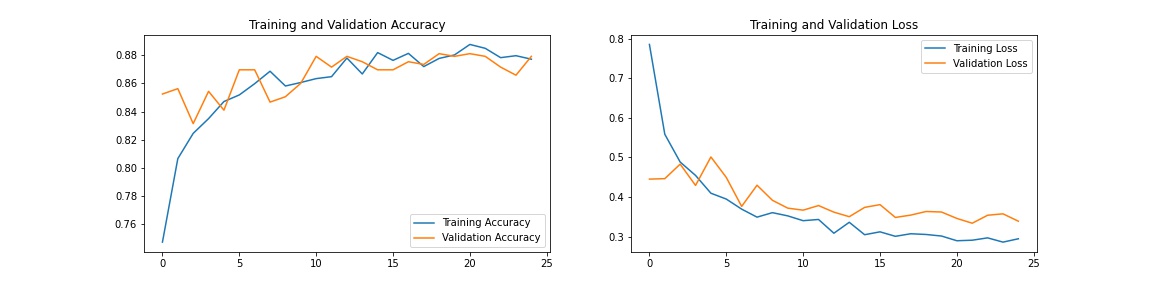 Training and Validation Accuracy
0.88
0.86
0.84
0.82
0.80
0.78
0.76
Training Accuracy
Validation Accuracy
0 5 10 15 20 25
Training and Validation Loss
0.8
0.7
0.6
0.5
0.4
0.3
Training Loss
Validation Loss
0 5 10 15 20 25